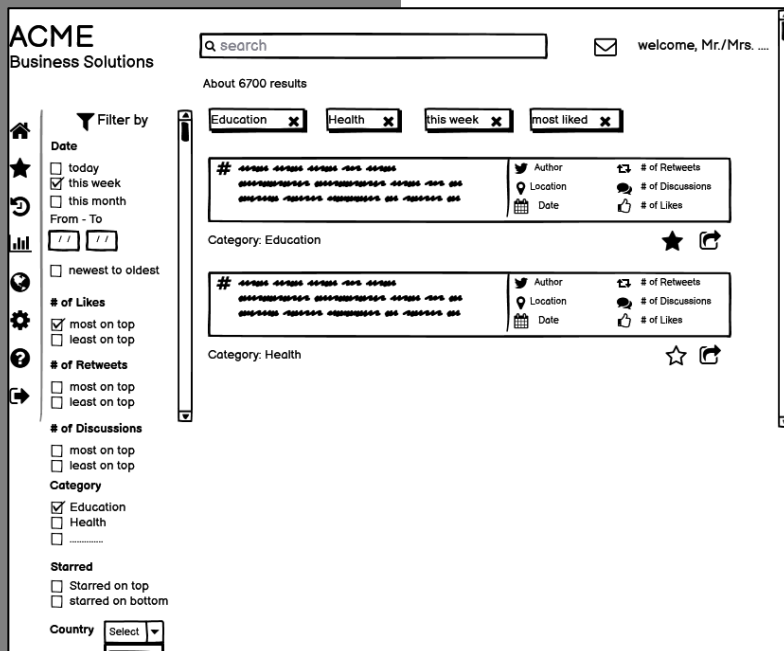 ACME
Business Solutions
search
welcome, Mr./Mrs. ....
About 6700 results
Filter by
Date
today
this week
this month
From - To
/ /
/ /
newest to oldest
# of Likes
most on top
least on top
# of Retweets
most on top
least on top
# of Discussions
most on top
least on top
Category
Education
Health
..............
Starred
Starred on top
starred on bottom
Country
Select
Education
Health
this week
most liked
#
Author
# of Retweets
Location
# of Discussions
Date
# of Likes
Category: Education
#
Author
# of Retweets
Location
# of Discussions
Date
# of Likes
Category: Health